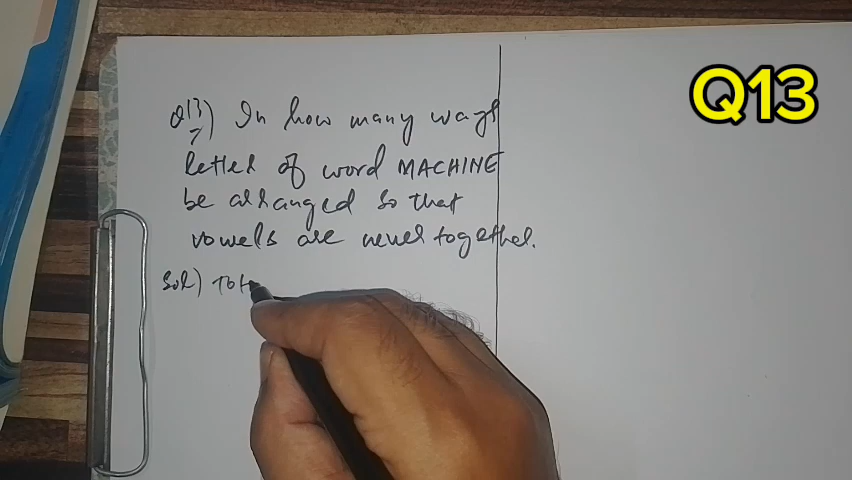 Q13) In how many ways
letter of word MACHINE
be arranged so that
vowels are never together.
Sol) Tot
Q13